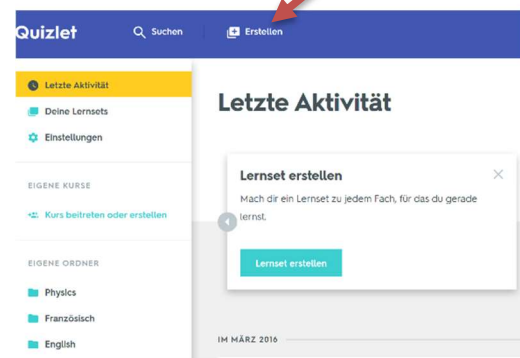 Quizlet Suchen Erstellen
Letzte Aktivität
Deine Lernsets
Einstellungen
EIGENE KURSE
Kurs beitreten oder erstellen
EIGENE ORDNER
Physics
Französisch
English
Letzte Aktivität
Lernset erstellen
Mach dir ein Lernset zu jedem Fach, für das du gerade
lernst.
Lernset erstellen
IM MÄRZ 2016